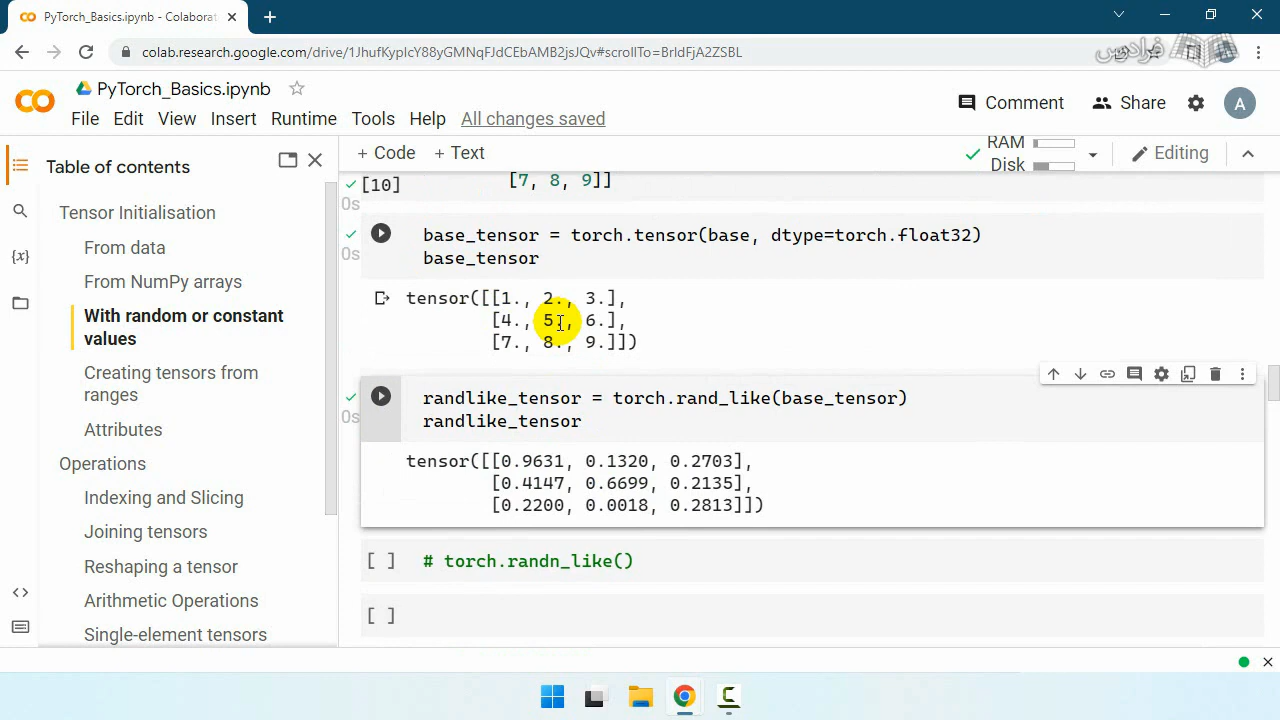 PyTorch_Basics.ipynb - Colaborat
colab.research.google.com/drive/1JhufKypIcY88yGMNqFJdCEbAMB2jsJQv#scrollTo=BrIdFjA2ZSBL
فرادرس
PyTorch_Basics.ipynb
File Edit View Insert Runtime Tools Help All changes saved
Comment Share A
+ Code + Text
RAM
Disk
Editing
Table of contents
Tensor Initialisation
From data
From NumPy arrays
With random or constant
values
Creating tensors from
ranges
Attributes
Operations
Indexing and Slicing
Joining tensors
Reshaping a tensor
Arithmetic Operations
Single-element tensors
{x}
[10] [7, 8, 9]]
0s
base_tensor = torch.tensor(base, dtype=torch.float32)
0s base_tensor
tensor([[1., 2., 3.],
[4., 5., 6.],
[7., 8., 9.]])
randlike_tensor = torch.rand_like(base_tensor)
0s randlike_tensor
tensor([[0.9631, 0.1320, 0.2703],
[0.4147, 0.6699, 0.2135],
[0.2200, 0.0018, 0.2813]])
[ ] # torch.randn_like()
[ ]